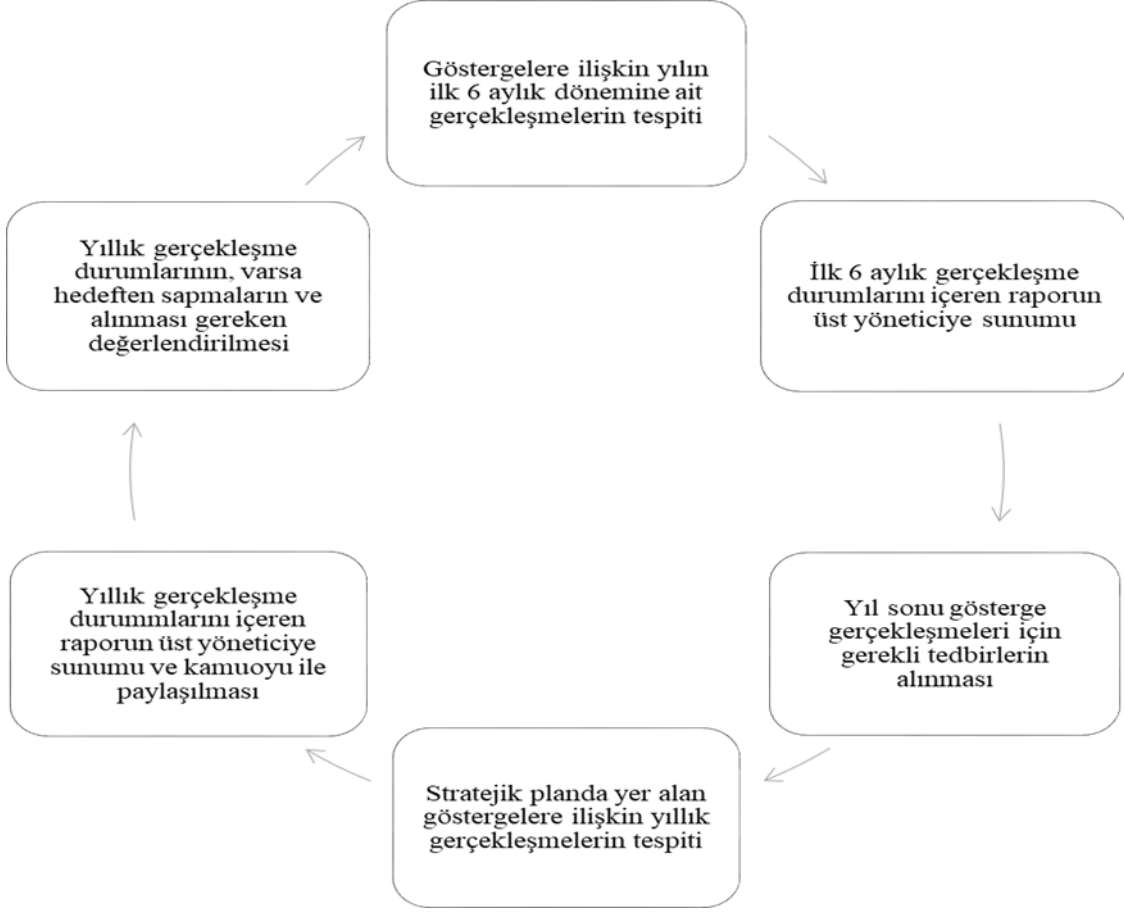 Göstergelere ilişkin yılın
ilk 6 aylık dönemine ait
gerçekleşmelerin tespiti
İlk 6 aylık gerçekleşme
durumlarını içeren raporun
üst yöneticiye sunumu
Yıl sonu gösterge
gerçekleşmeleri için
gerekli tedbirlerin
alınması
Stratejik planda yer alan
göstergelere ilişkin yıllık
gerçekleşmelerin tespiti
Yıllık gerçekleşme
durummlarını içeren
raporun üst yöneticiye
sunumu ve kamuoyu ile
paylaşılması
Yıllık gerçekleşme
durumlarının, varsa
hedeften sapmaların ve
alınması gereken
değerlendirilmesi